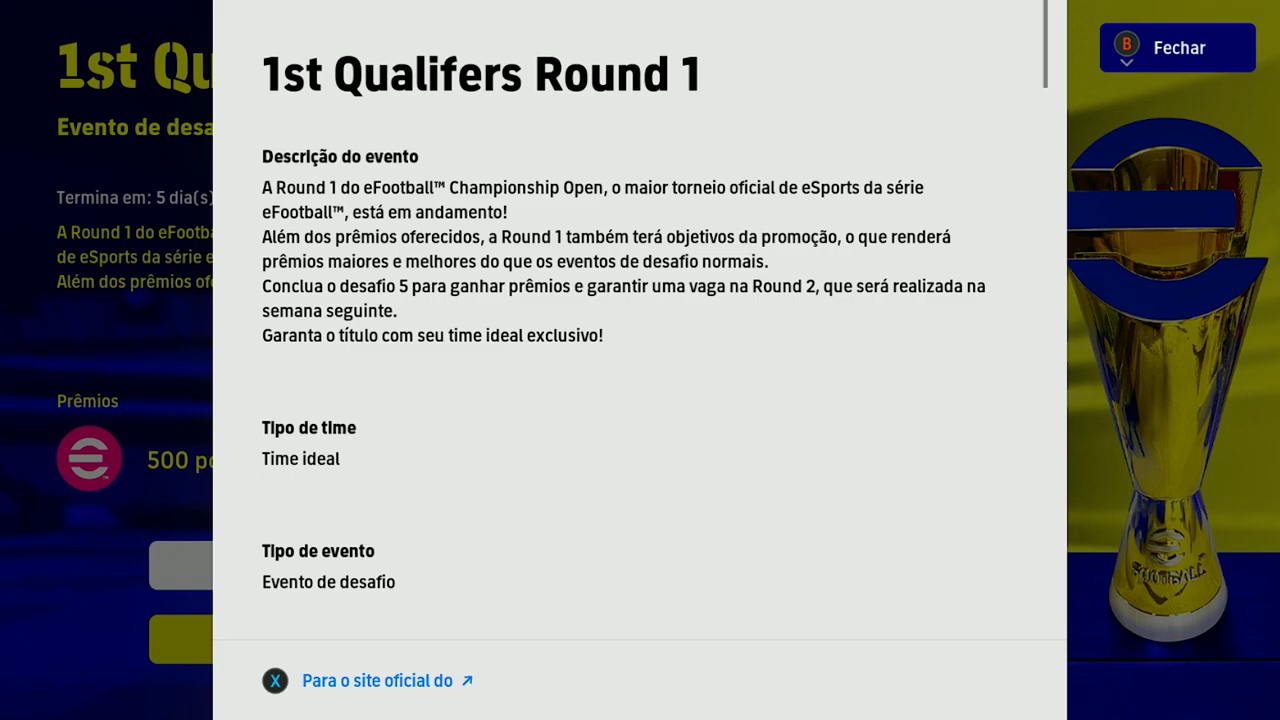 1st Qu
Evento de desa
Termina em: 5 dia(s)
A Round 1 do eFootba
de eSports da série e
Além dos prêmios ofe
Prêmios
500 po
1st Qualifers Round 1
Descrição do evento
A Round 1 do eFootball™ Championship Open, o maior torneio oficial de eSports da série
eFootball™, está em andamento!
Além dos prêmios oferecidos, a Round 1 também terá objetivos da promoção, o que renderá
prêmios maiores e melhores do que os eventos de desafio normais.
Conclua o desafio 5 para ganhar prêmios e garantir uma vaga na Round 2, que será realizada na
semana seguinte.
Garanta o título com seu time ideal exclusivo!
Tipo de time
Time ideal
Tipo de evento
Evento de desafio
X Para o site oficial do
B Fechar
FOOTBALL